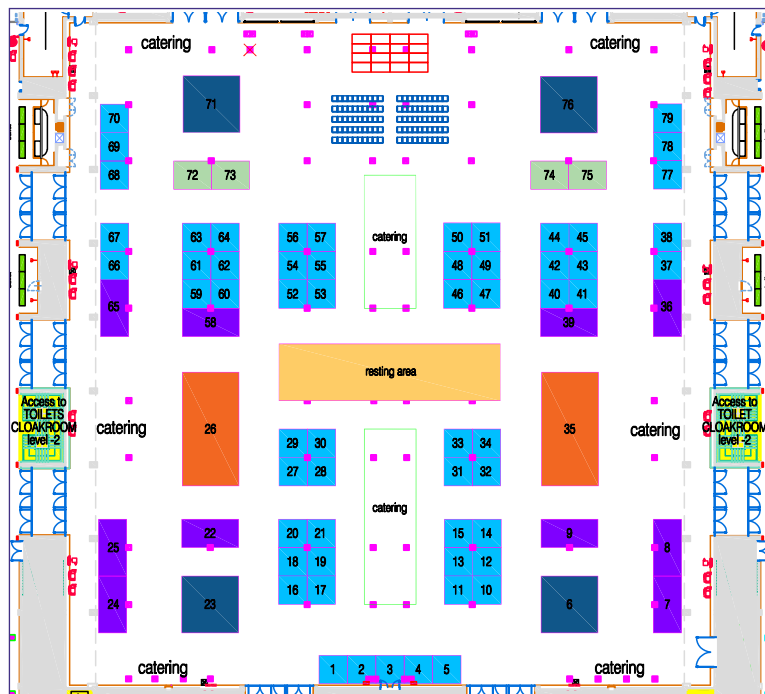 catering
catering
71
76
70
79
69
78
68
72 73
74 75
77
67
63 64
56 57
catering
50 51
44 45
38
66
61 62
54 55
48 49
42 43
37
65
59 60
52 53
46 47
40 41
36
58
39
resting area
Access to
TOILETS
CLOAKROOM
level -2
Access to
TOILET
CLOAKROOM
level -2
catering
26
35
catering
29 30
33 34
27 28
31 32
catering
25
22
20 21
15 14
9
8
18 19
13 12
24
23
16 17
11 10
6
7
catering
1 2 3 4 5
catering